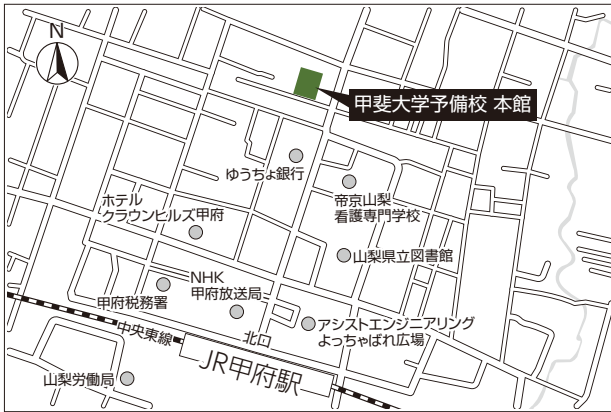 N
甲斐大学予備校 本館
ゆうちょ銀行
帝京山梨
看護専門学校
ホテル
クラウンヒルズ甲府
山梨県立図書館
NHK
甲府放送局
甲府税務署
アシストエンジニアリング
よっちゃばれ広場
中央東線
北口
JR甲府駅
山梨労働局